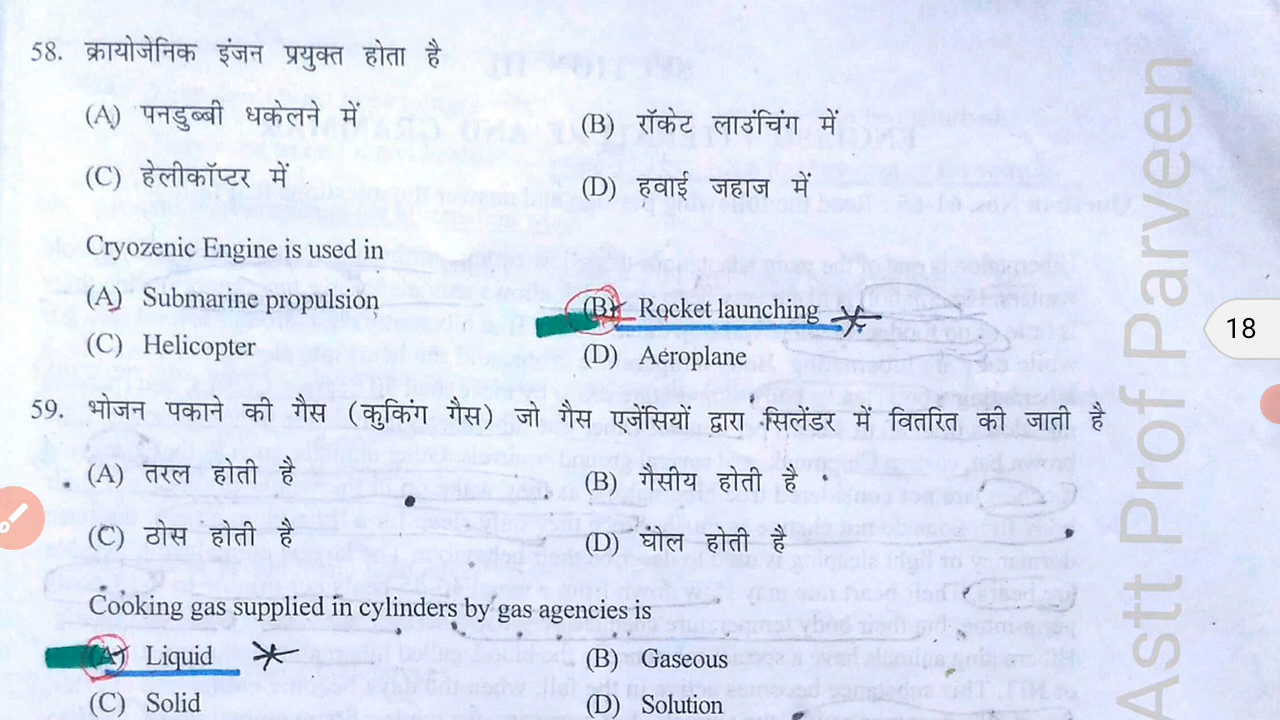 58. क्रायोजेनिक इंजन प्रयुक्त होता है
(A) पनडुब्बी धकेलने में
(B) रॉकेट लाउंचिंग में
(C) हेलीकॉप्टर में
(D) हवाई जहाज में
Cryozenic Engine is used in
(A) Submarine propulsion
(B) Rocket launching
(C) Helicopter
(D) Aeroplane
59. भोजन पकाने की गैस (कुकिंग गैस) जो गैस एजेंसियों द्वारा सिलेंडर में वितरित की जाती है
(A) तरल होती है
(B) गैसीय होती है
(C) ठोस होती है
(D) घोल होती है
Cooking gas supplied in cylinders by gas agencies is
(A) Liquid
(B) Gaseous
(C) Solid
(D) Solution
Astt Prof Parveen
18